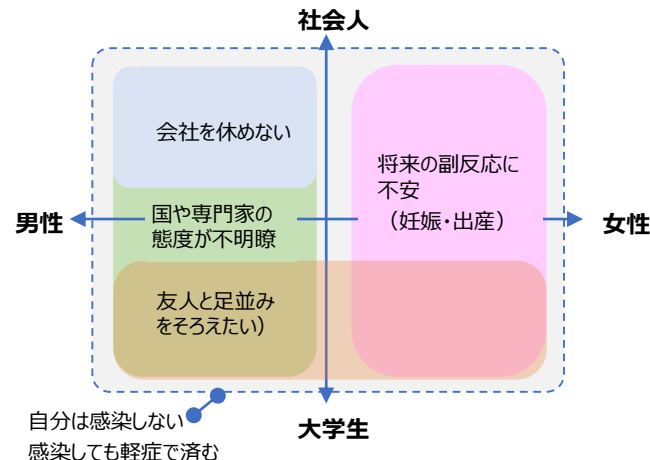 社会人
会社を休めない
将来の副反応に
不安
（妊娠・出産）
男性
国や専門家の
態度が不明瞭
女性
友人と足並み
をそろえたい）
自分は感染しない
感染しても軽症で済む
大学生